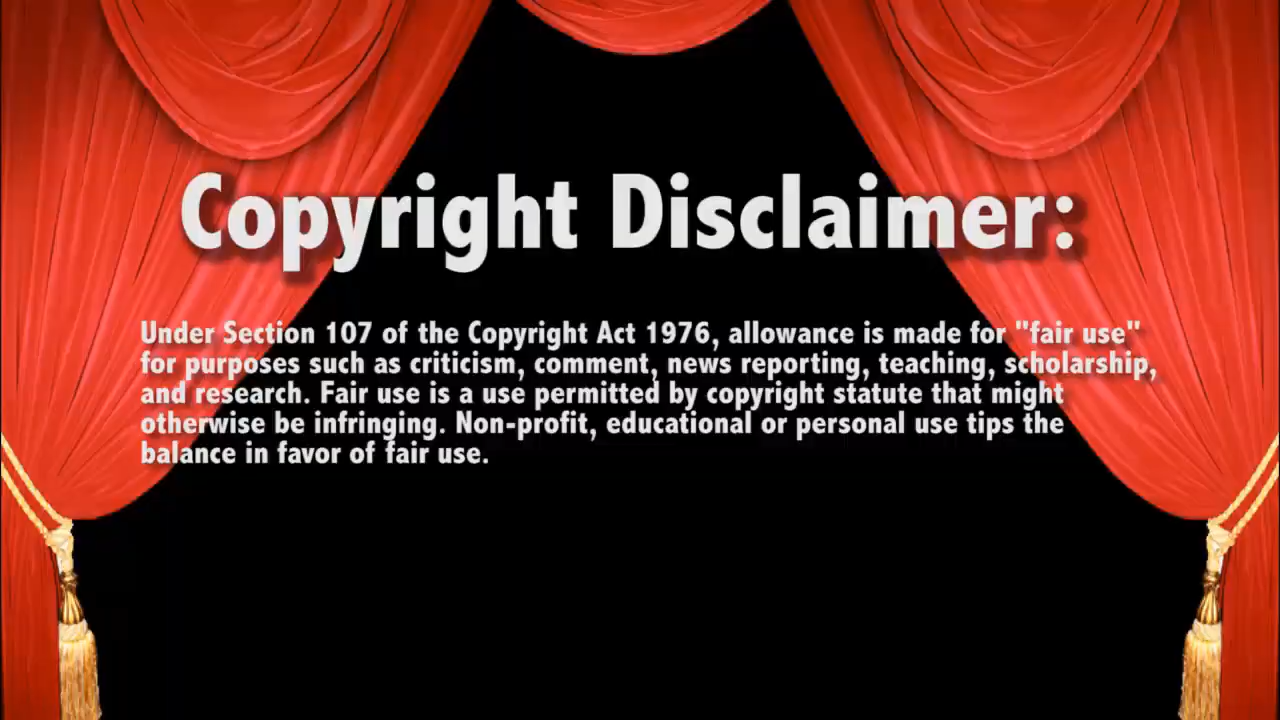 Copyright Disclaimer:
Under Section 107 of the Copyright Act 1976, allowance is made for "fair use"
for purposes such as criticism, comment, news reporting, teaching, scholarship,
and research. Fair use is a use permitted by copyright statute that might
otherwise be infringing. Non-profit, educational or personal use tips the
balance in favor of fair use.